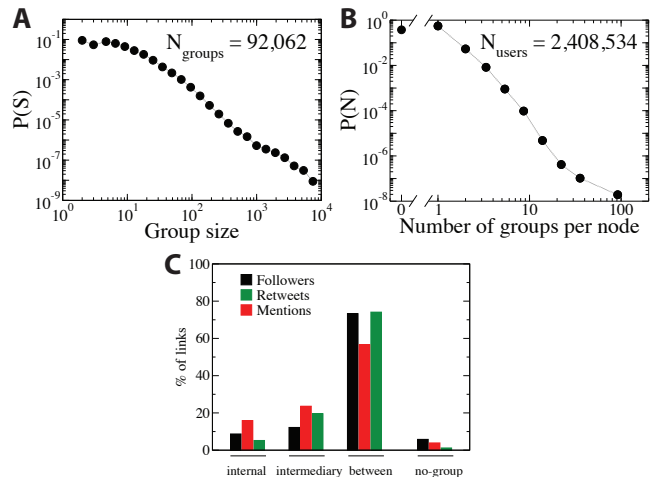 A
N groups = 92,062
P(S)
10^-1
10^-3
10^-5
10^-7
10^-9
10^0 10^1 10^2 10^3 10^4
Group size
B
N users = 2,408,534
P(N)
10^0
10^-2
10^-4
10^-6
10^-8
0 1 10 100
Number of groups per node
C
Followers
Retweets
Mentions
% of links
100
80
60
40
20
0
internal intermediary between no-group